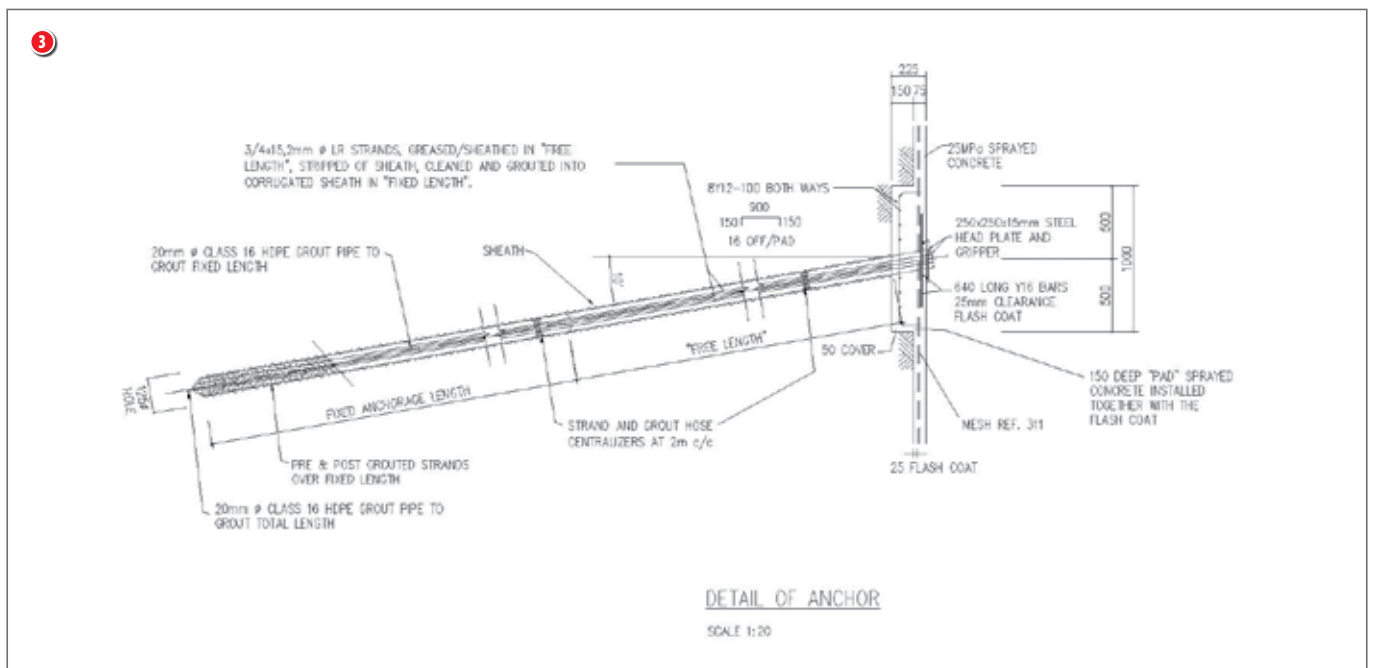 3
225
150 75
3/4x15,2mm ø LR STRANDS, GREASED/SHEATHED IN "FREE
LENGTH", STRIPPED OF SHEATH, CLEANED AND GROUTED INTO
CORRUGATED SHEATH IN "FIXED LENGTH".
25MPa SPRAYED
CONCRETE
8Y12-100 BOTH WAYS
900
150 150
16 OFF/PAD
250x250x15mm STEEL
HEAD PLATE AND
GRIPPER
500
1000
500
20mm ø CLASS 16 HDPE GROUT PIPE TO
GROUT FIXED LENGTH
SHEATH
10°
640 LONG Y16 BARS
25mm CLEARANCE
FLASH COAT
"FREE LENGTH"
50 COVER
HOLE
FIXED ANCHORAGE LENGTH
150 DEEP "PAD" SPRAYED
CONCRETE INSTALLED
TOGETHER WITH THE
FLASH COAT
STRAND AND GROUT HOSE
CENTRALIZERS AT 2m c/c
MESH REF. 311
PRE & POST GROUTED STRANDS
OVER FIXED LENGTH
25 FLASH COAT
20mm ø CLASS 16 HDPE GROUT PIPE TO
GROUT TOTAL LENGTH
DETAIL OF ANCHOR
SCALE 1:20